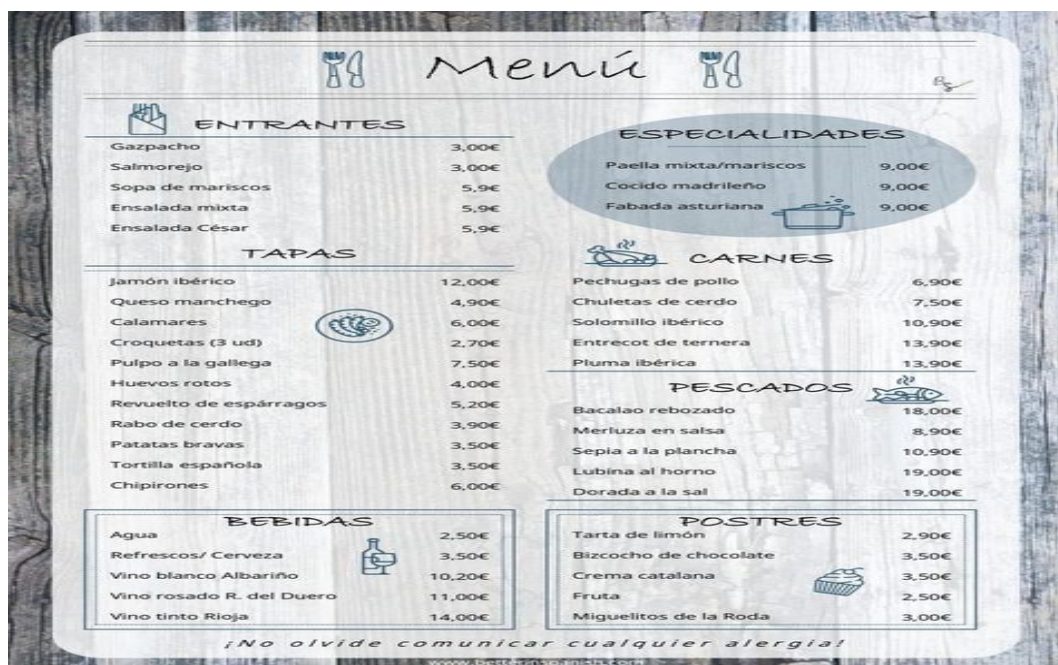 Menú
BS
ENTRANTES
Gazpacho 3,00€
Salmorejo 3,00€
Sopa de mariscos 5,9€
Ensalada mixta 5,9€
Ensalada César 5,9€
TAPAS
Jamón ibérico 12,00€
Queso manchego 4,90€
Calamares 6,00€
Croquetas (3 ud) 2,70€
Pulpo a la gallega 7,50€
Huevos rotos 4,00€
Revuelto de espárragos 5,20€
Rabo de cerdo 3,90€
Patatas bravas 3,50€
Tortilla española 3,50€
Chipirones 6,00€
BEBIDAS
Agua 2,50€
Refrescos/ Cerveza 3,50€
Vino blanco Albariño 10,20€
Vino rosado R. del Duero 11,00€
Vino tinto Rioja 14,00€
ESPECIALIDADES
Paella mixta/mariscos 9,00€
Cocido madrileño 9,00€
Fabada asturiana 9,00€
CARNES
Pechugas de pollo 6,90€
Chuletas de cerdo 7,50€
Solomillo ibérico 10,90€
Entrecot de ternera 13,90€
Pluma ibérica 13,90€
PESCADOS
Bacalao rebozado 18,00€
Merluza en salsa 8,90€
Sepia a la plancha 10,90€
Lubina al horno 19,00€
Dorada a la sal 19,00€
POSTRES
Tarta de limón 2,90€
Bizcocho de chocolate 3,50€
Crema catalana 3,50€
Fruta 2,50€
Miguelitos de la Roda 3,00€
¡No olvide comunicar cualquier alergia!
www.betterinspanish.com